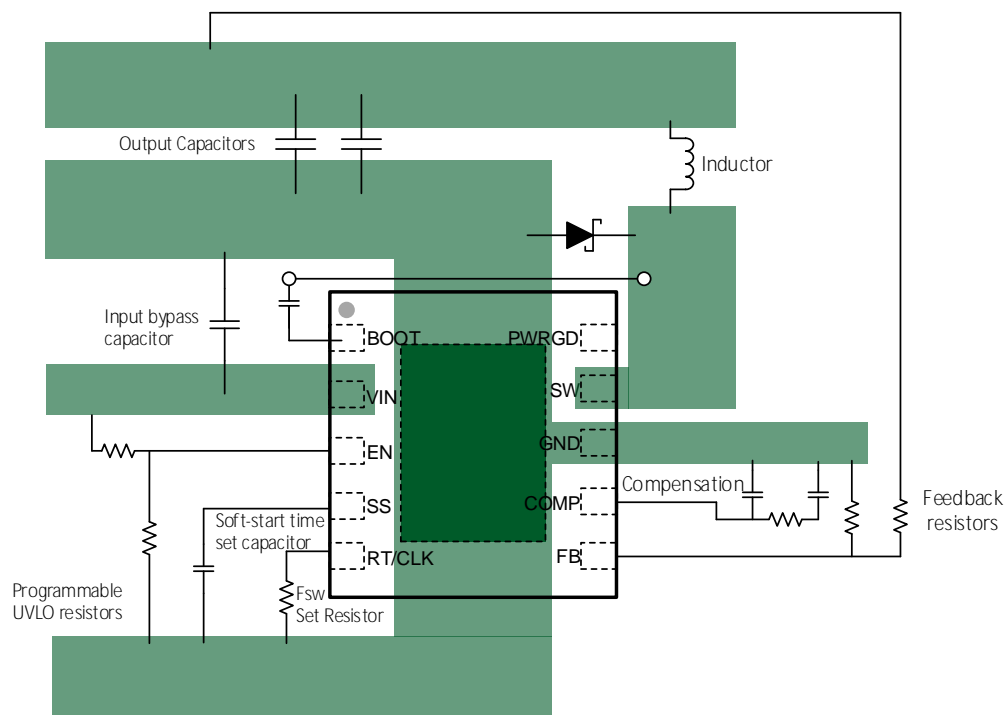 Output Capacitors
Inductor
Input bypass
capacitor
BOOT
PWRGD
VIN
SW
EN
GND
SS
COMP
Compensation
Soft-start time
set capacitor
RT/CLK
FB
Feedback
resistors
Programmable
UVLO resistors
Fsw
Set Resistor